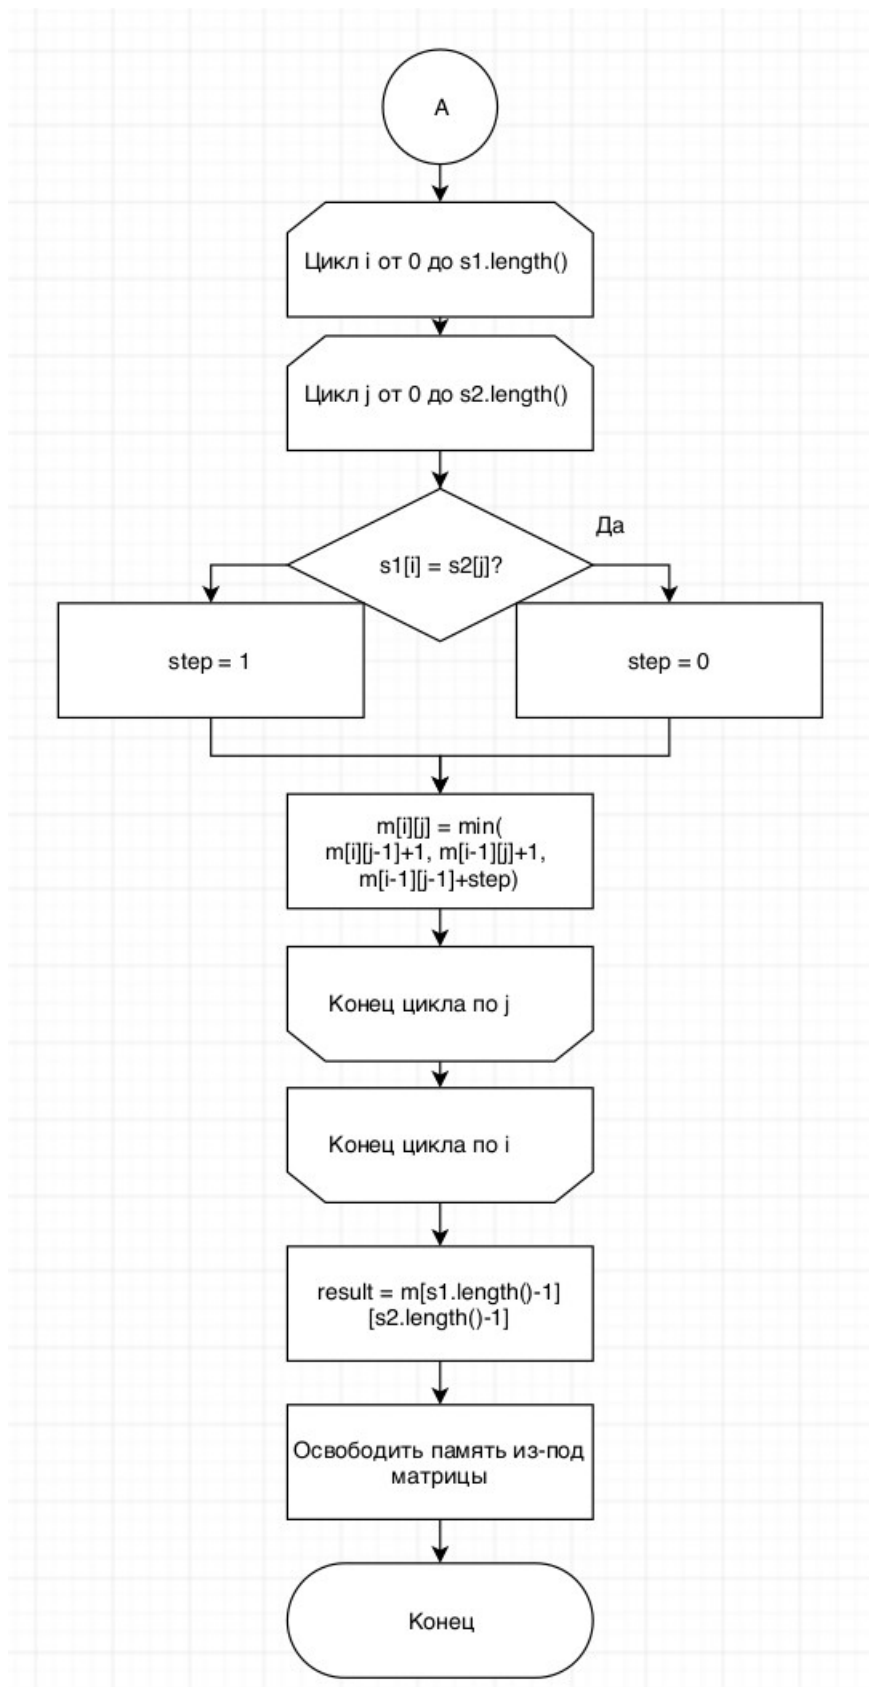 A
Цикл i от 0 до s1.length()
Цикл j от 0 до s2.length()
Да
s1[i] = s2[j]?
step = 1
step = 0
m[i][j] = min(
m[i][j-1]+1, m[i-1][j]+1,
m[i-1][j-1]+step)
Конец цикла по j
Конец цикла по i
result = m[s1.length()-1]
[s2.length()-1]
Освободить память из-под
матрицы
Конец